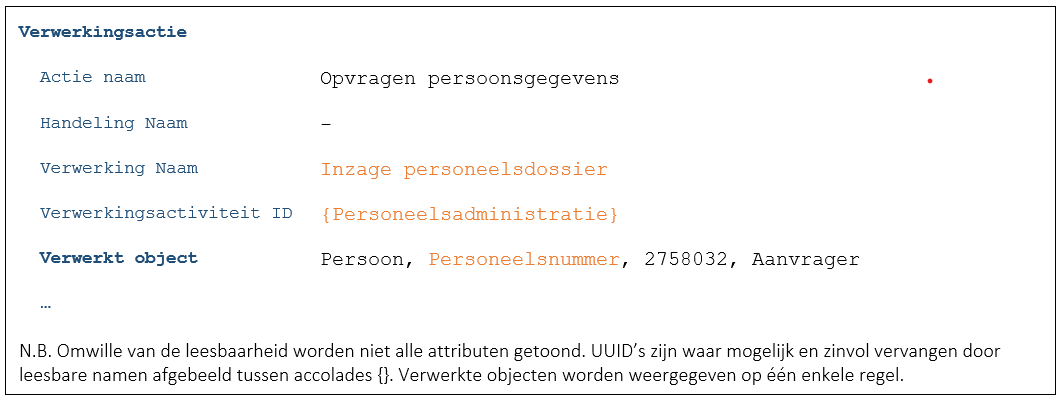 Verwerkingsactie
Actie naam Opvragen persoonsgegevens
Handeling Naam –
Verwerking Naam Inzage personeelsdossier
Verwerkingsactiviteit ID {Personeelsadministratie}
Verwerkt object Persoon, Personeelsnummer, 2758032, Aanvrager
…
N.B. Omwille van de leesbaarheid worden niet alle attributen getoond. UUID’s zijn waar mogelijk en zinvol vervangen door
leesbare namen afgebeeld tussen accolades {}. Verwerkte objecten worden weergegeven op één enkele regel.